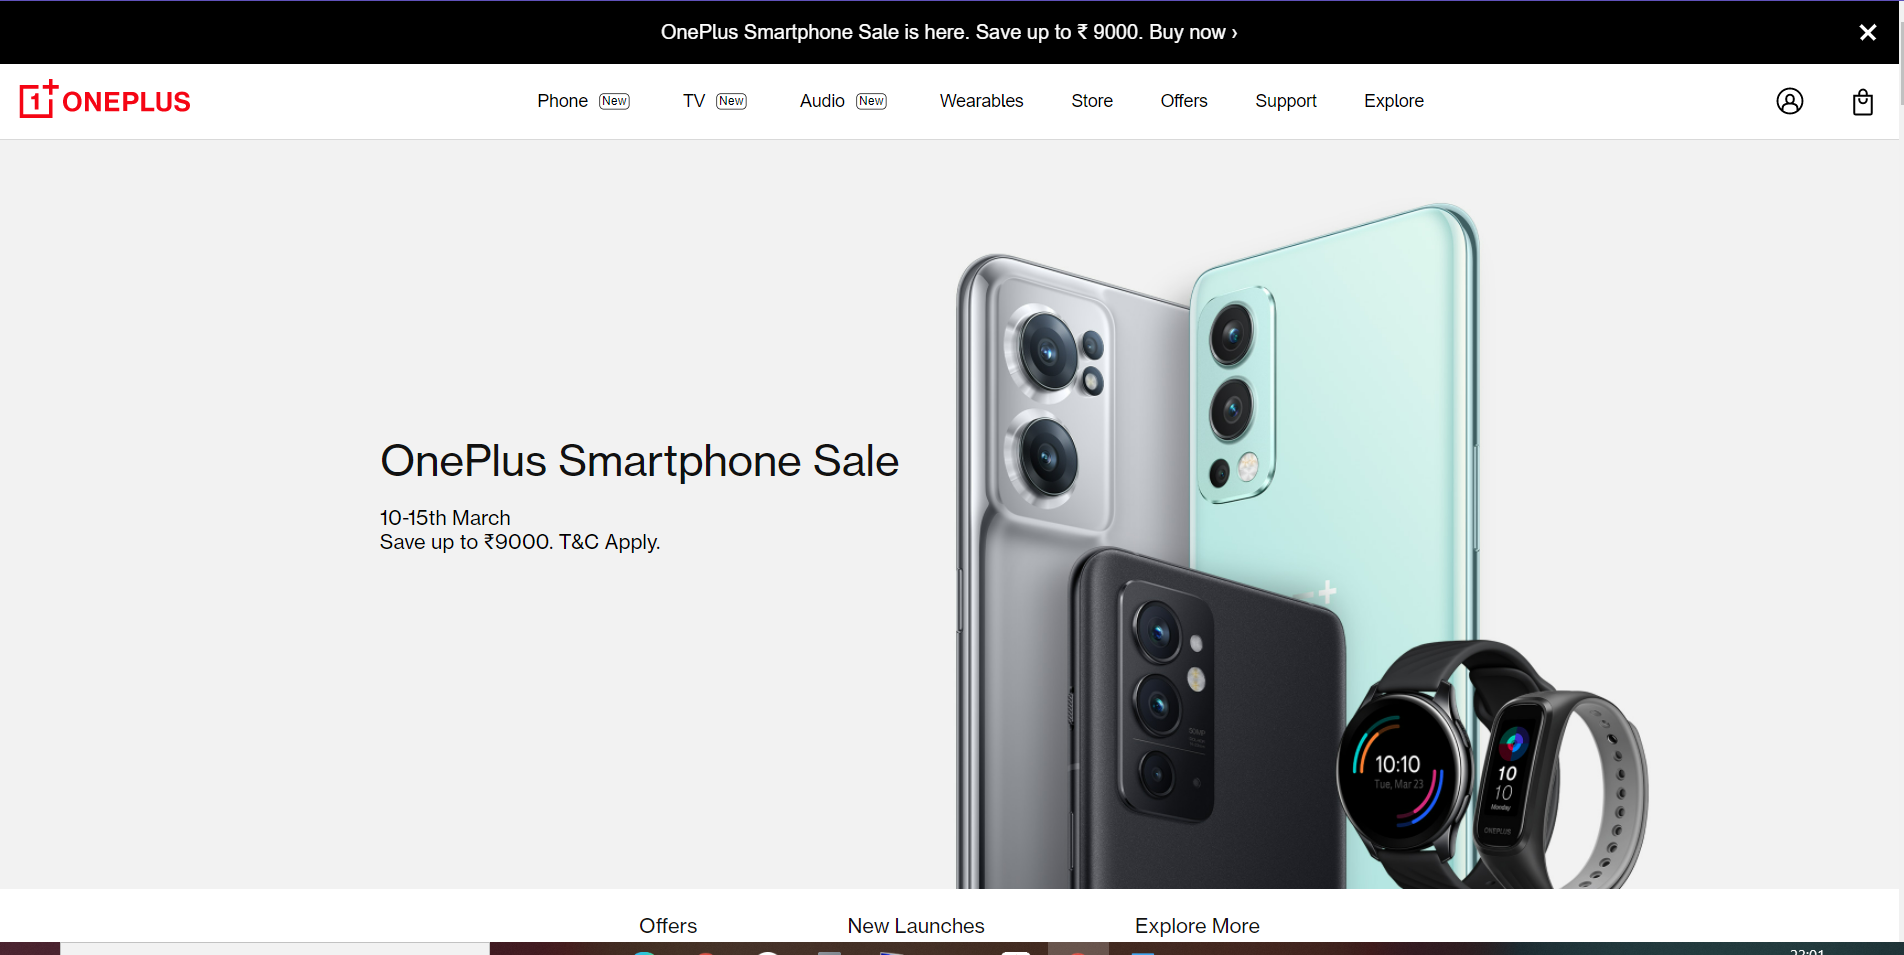 OnePlus Smartphone Sale is here. Save up to ₹ 9000. Buy now ›
ONEPLUS
Phone New TV New Audio New Wearables Store Offers Support Explore
OnePlus Smartphone Sale
10-15th March
Save up to ₹9000. T&C Apply.
50MP
10:10
Tue, Mar 23
10
10
Monday
ONEPLUS
Offers New Launches Explore More